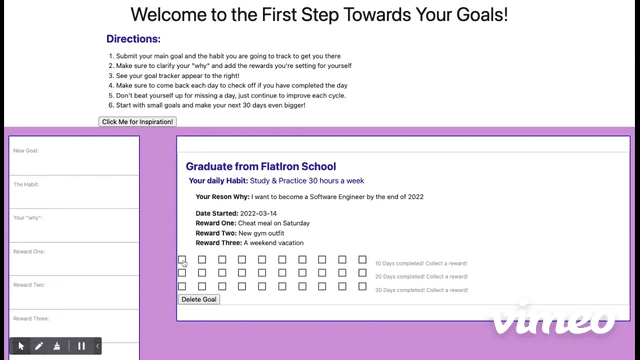 Welcome to the First Step Towards Your Goals!
Directions:
1. Submit your main goal and the habit you are going to track to get you there
2. Make sure to clarify your "why" and add the rewards you're setting for yourself
3. See your goal tracker appear to the right!
4. Make sure to come back each day to check off if you have completed the day
5. Don't beat yourself up for missing a day, just continue to improve each cycle.
6. Start with small goals and make your next 30 days even bigger!
Click Me for Inspiration!
New Goal:
The Habit:
Your "why":
Reward One:
Reward Two:
Reward Three:
Graduate from FlatIron School
Your daily Habit: Study & Practice 30 hours a week
Your Reson Why: I want to become a Software Engineer by the end of 2022
Date Started: 2022-03-14
Reward One: Cheat meal on Saturday
Reward Two: New gym outfit
Reward Three: A weekend vacation
10 Days completed! Collect a reward!
20 Days completed! Collect a reward!
30 Days completed! Collect a reward!
Delete Goal
vimeo